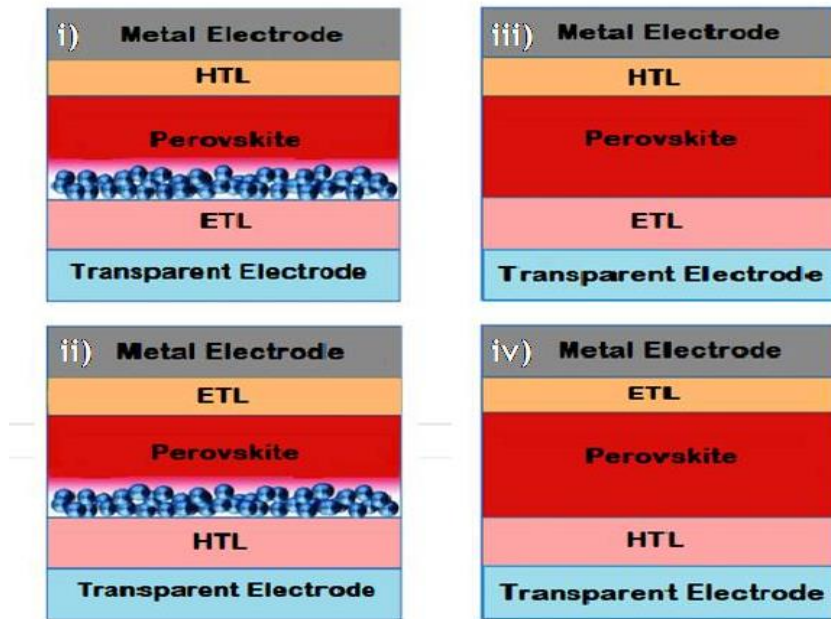 i) Metal Electrode
HTL
Perovskite
ETL
Transparent Electrode
ii) Metal Electrode
ETL
Perovskite
HTL
Transparent Electrode
iii) Metal Electrode
HTL
Perovskite
ETL
Transparent Electrode
iv) Metal Electrode
ETL
Perovskite
HTL
Transparent Electrode